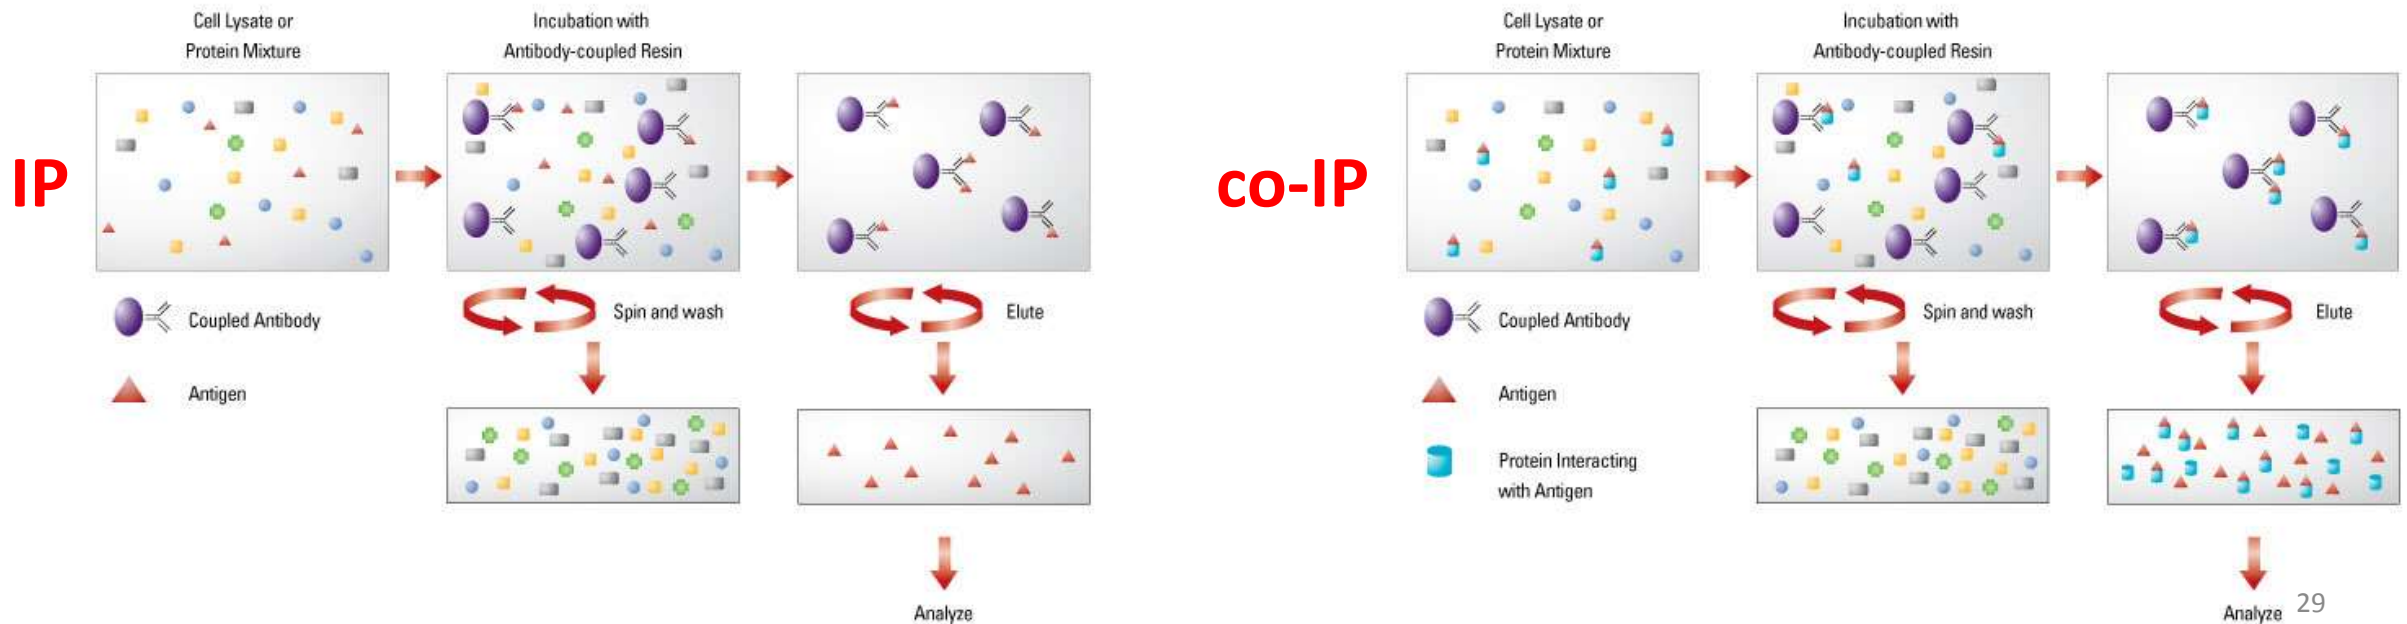 IP
Cell Lysate or
Protein Mixture
Incubation with
Antibody-coupled Resin
Coupled Antibody
Antigen
Spin and wash
Elute
Analyze
co-IP
Cell Lysate or
Protein Mixture
Incubation with
Antibody-coupled Resin
Coupled Antibody
Antigen
Protein Interacting
with Antigen
Spin and wash
Elute
Analyze
29